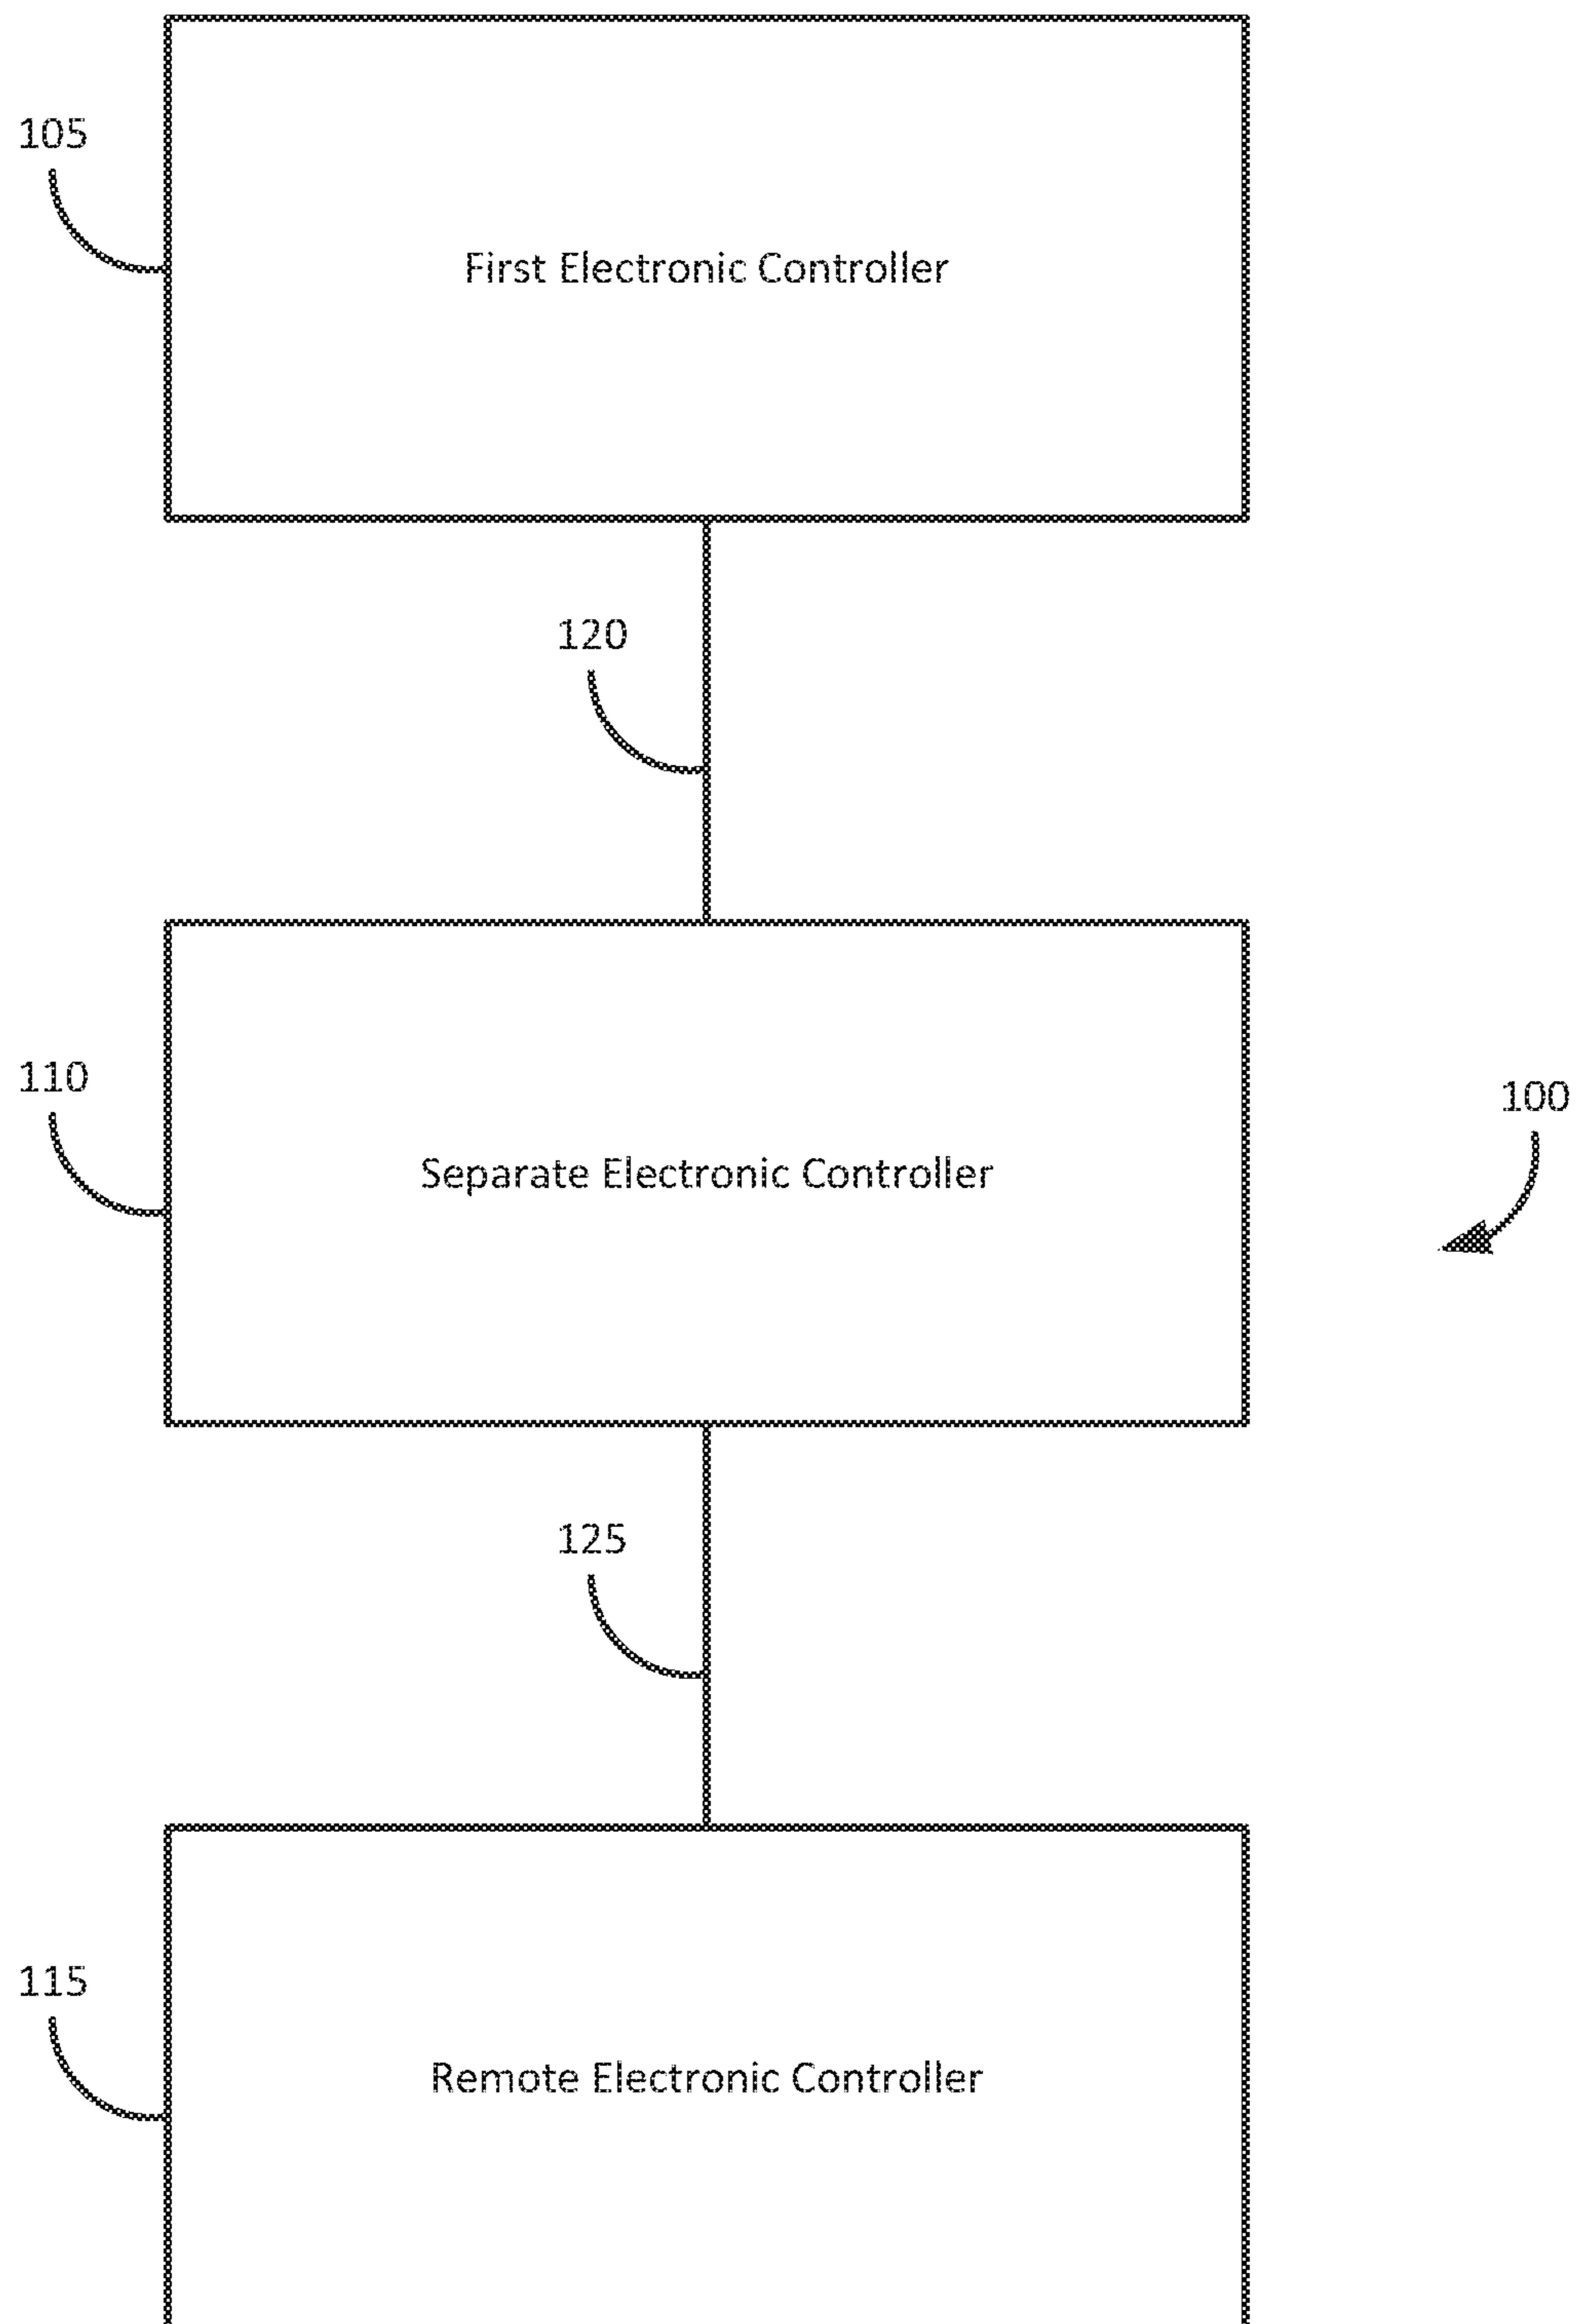 105
First Electronic Controller
120
110
Separate Electronic Controller
100
125
115
Remote Electronic Controller